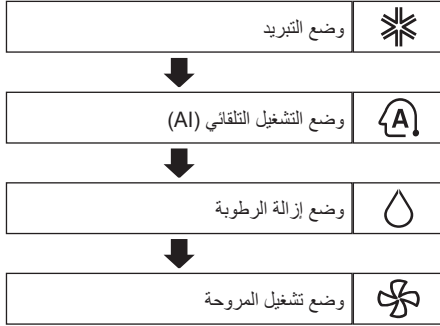 وضع التبريد
وضع التشغيل التلقائي (AI)
A
وضع إزالة الرطوبة
وضع تشغيل المروحة